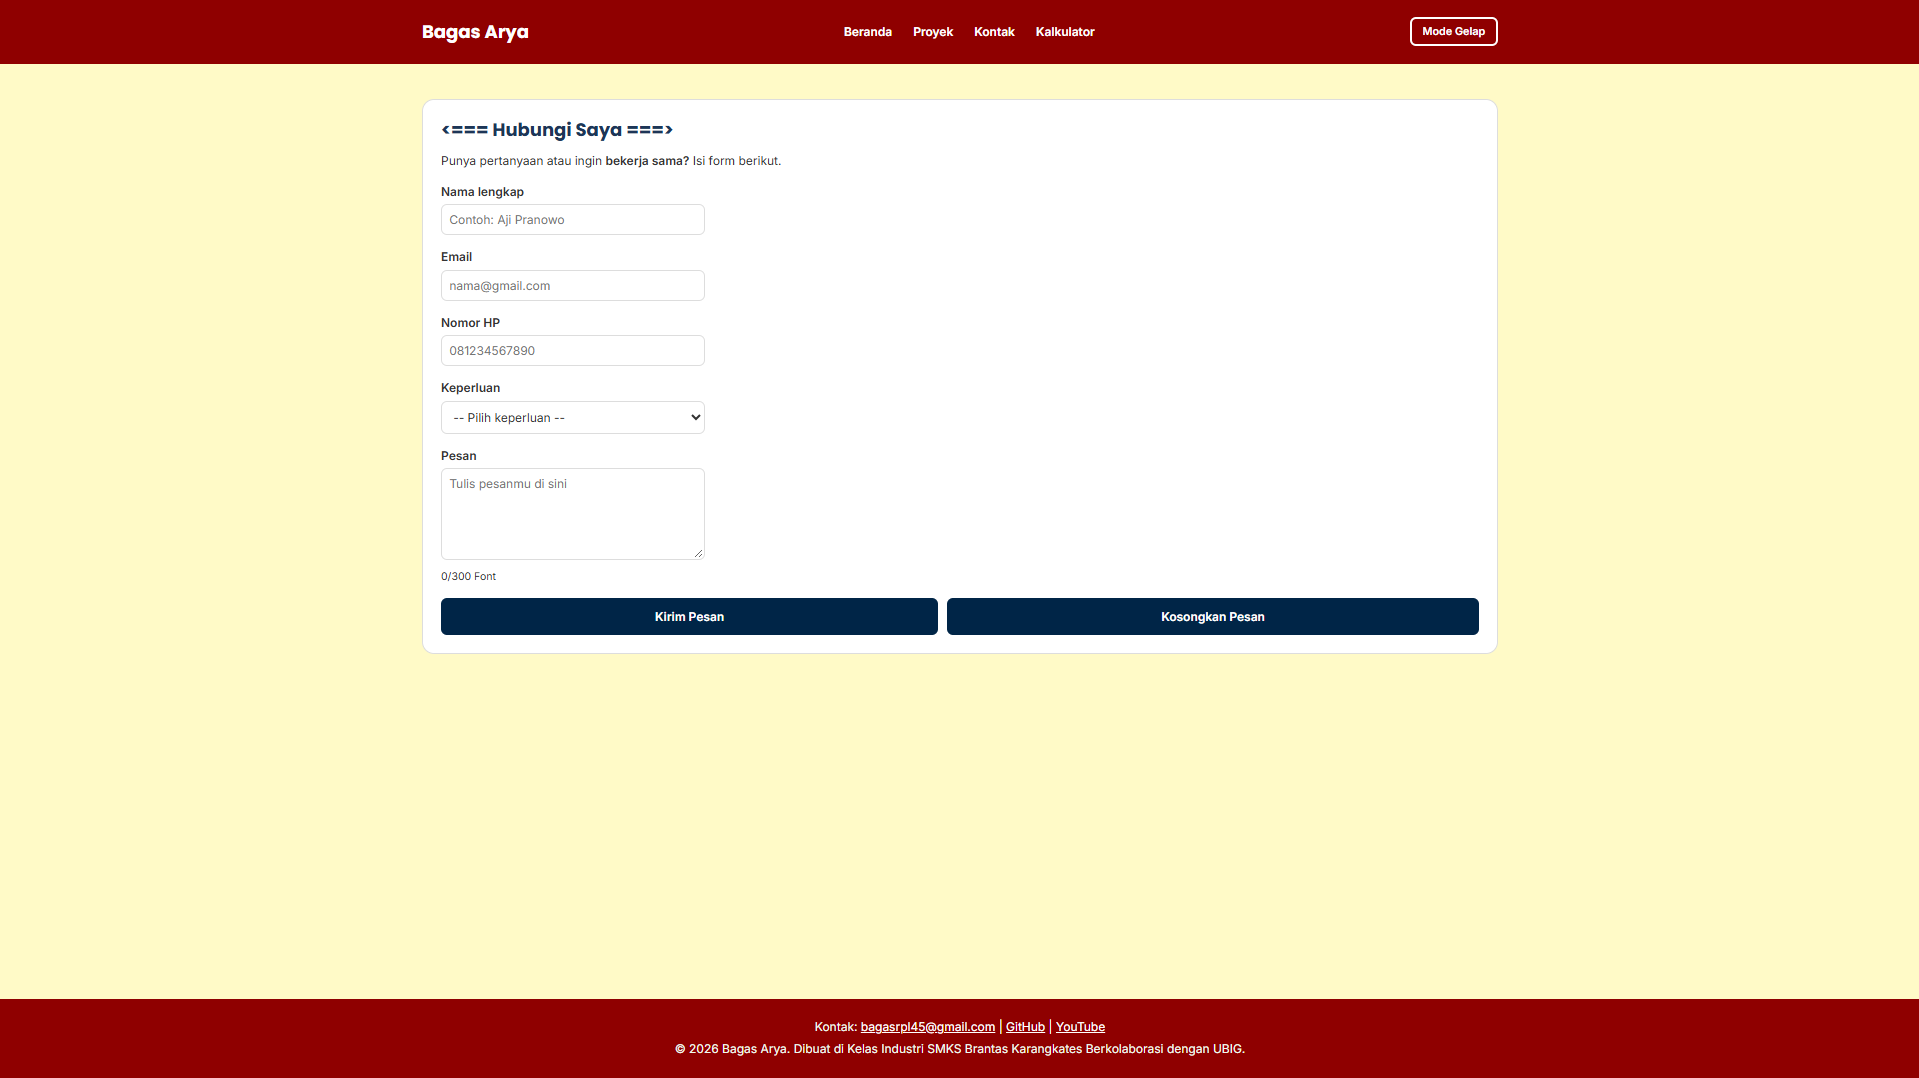 Bagas Arya
Beranda Proyek Kontak Kalkulator
Mode Gelap
<=== Hubungi Saya ===>
Punya pertanyaan atau ingin bekerja sama? Isi form berikut.
Nama lengkap
Contoh: Aji Pranowo
Email
nama@gmail.com
Nomor HP
081234567890
Keperluan
-- Pilih keperluan --
Pesan
Tulis pesanmu di sini
0/300 Font
Kirim Pesan Kosongkan Pesan
Kontak: bagasrpl45@gmail.com | GitHub | YouTube
© 2026 Bagas Arya. Dibuat di Kelas Industri SMKS Brantas Karangkates Berkolaborasi dengan UBIG.